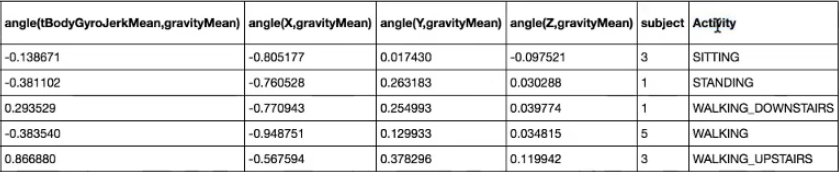 angle(tBodyGyroJerkMean,gravityMean) angle(X,gravityMean) angle(Y,gravityMean) angle(Z,gravityMean) subject Activity
-0.138671 -0.805177 0.017430 -0.097521 3 SITTING
-0.381102 -0.760528 0.263183 0.030288 1 STANDING
0.293529 -0.770943 0.254993 0.039774 1 WALKING_DOWNSTAIRS
-0.383540 -0.948751 0.129933 0.034815 5 WALKING
0.866880 -0.567594 0.378296 0.119942 3 WALKING_UPSTAIRS